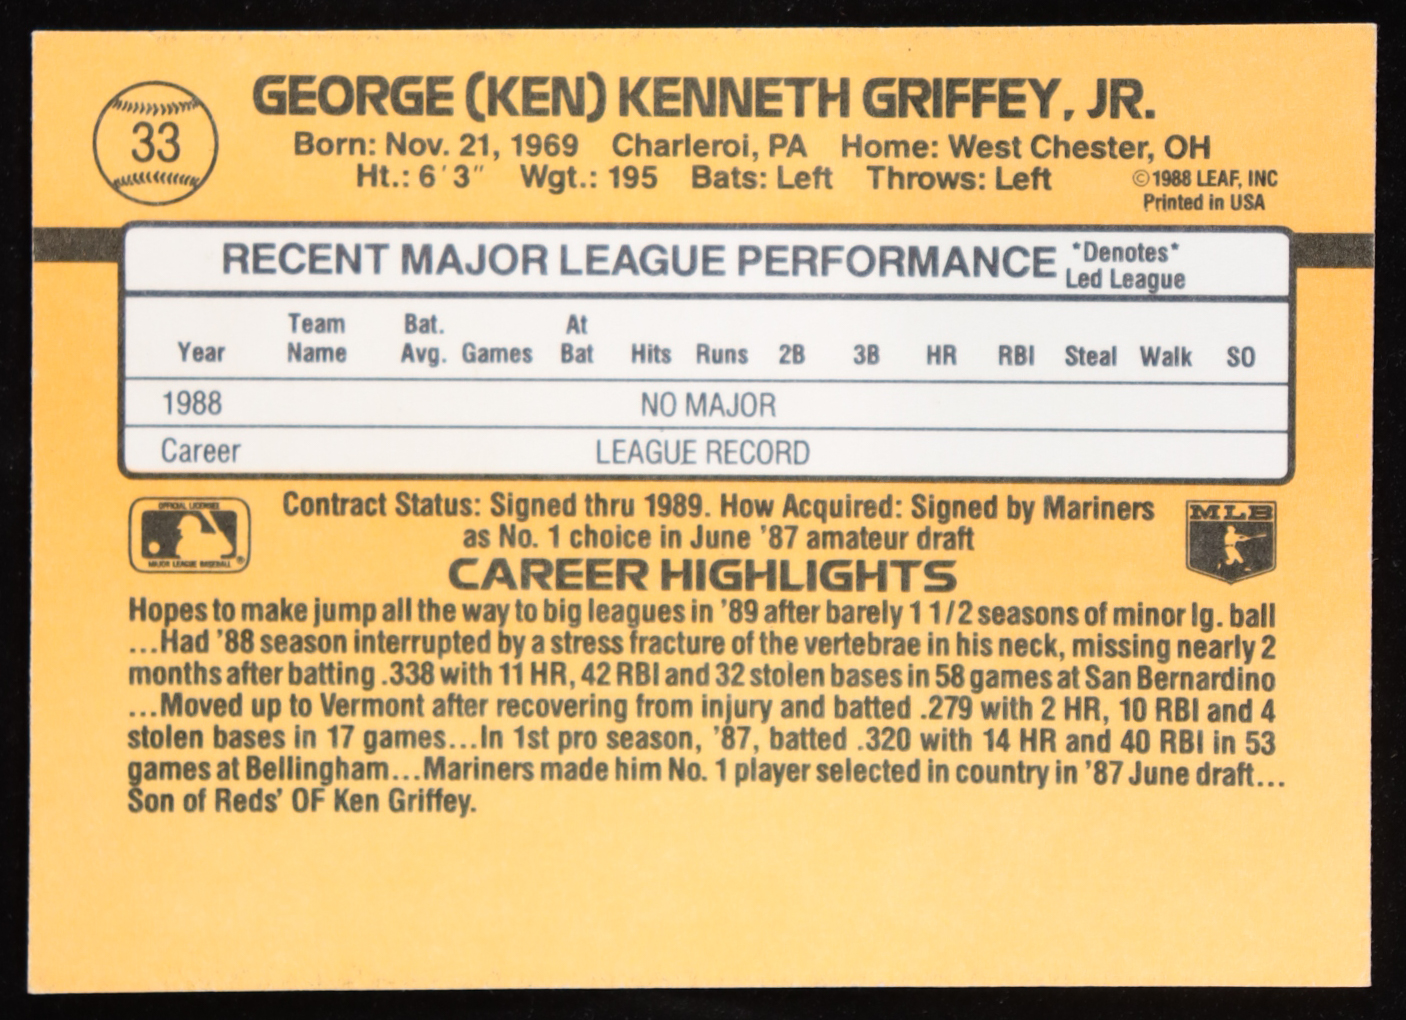 33
GEORGE (KEN) KENNETH GRIFFEY, JR.
Born: Nov. 21, 1969 Charleroi, PA Home: West Chester, OH
Ht.: 6'3" Wgt.: 195 Bats: Left Throws: Left
©1988 LEAF, INC
Printed in USA
RECENT MAJOR LEAGUE PERFORMANCE
*Denotes*
Led League
Year Team Name Bat. Avg. Games At Bat Hits Runs 2B 3B HR RBI Steal Walk SO
1988 NO MAJOR
Career LEAGUE RECORD
OFFICIAL LICENSEE
MAJOR LEAGUE BASEBALL ®
Contract Status: Signed thru 1989. How Acquired: Signed by Mariners
as No. 1 choice in June '87 amateur draft
MLB
CAREER HIGHLIGHTS
Hopes to make jump all the way to big leagues in '89 after barely 1 1/2 seasons of minor lg. ball
...Had '88 season interrupted by a stress fracture of the vertebrae in his neck, missing nearly 2
months after batting .338 with 11 HR, 42 RBI and 32 stolen bases in 58 games at San Bernardino
...Moved up to Vermont after recovering from injury and batted .279 with 2 HR, 10 RBI and 4
stolen bases in 17 games...In 1st pro season, '87, batted .320 with 14 HR and 40 RBI in 53
games at Bellingham...Mariners made him No. 1 player selected in country in '87 June draft...
Son of Reds' OF Ken Griffey.